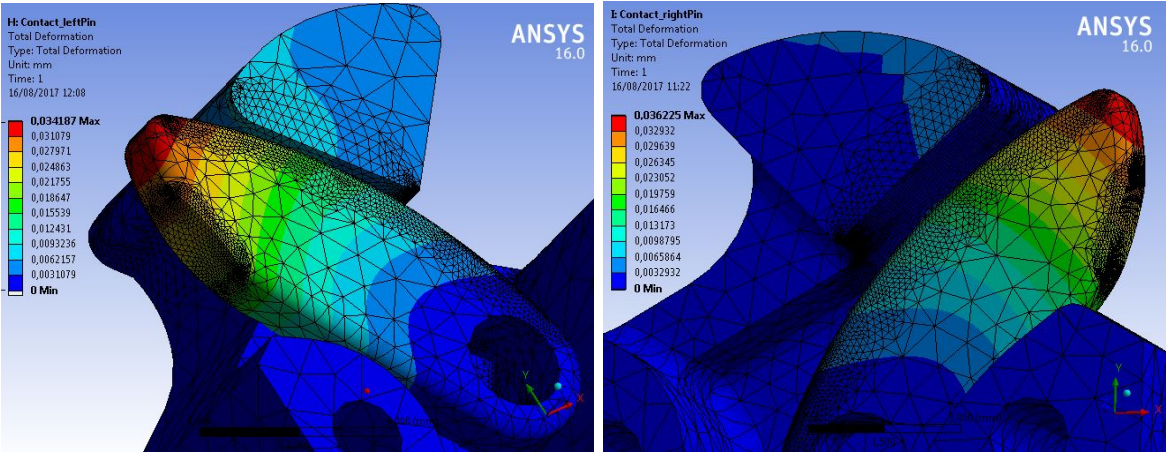 H: Contact_leftPin
Total Deformation
Type: Total Deformation
Unit: mm
Time: 1
16/08/2017 12:08
0,034187 Max
0,031079
0,027971
0,024863
0,021755
0,018647
0,015539
0,012431
0,0093236
0,0062157
0,0031079
0 Min
ANSYS
16.0
Y
X
I: Contact_rightPin
Total Deformation
Type: Total Deformation
Unit: mm
Time: 1
16/08/2017 11:22
0,036225 Max
0,032932
0,029639
0,026345
0,023052
0,019759
0,016466
0,013173
0,0098795
0,0065864
0,0032932
0 Min
ANSYS
16.0
Y
X